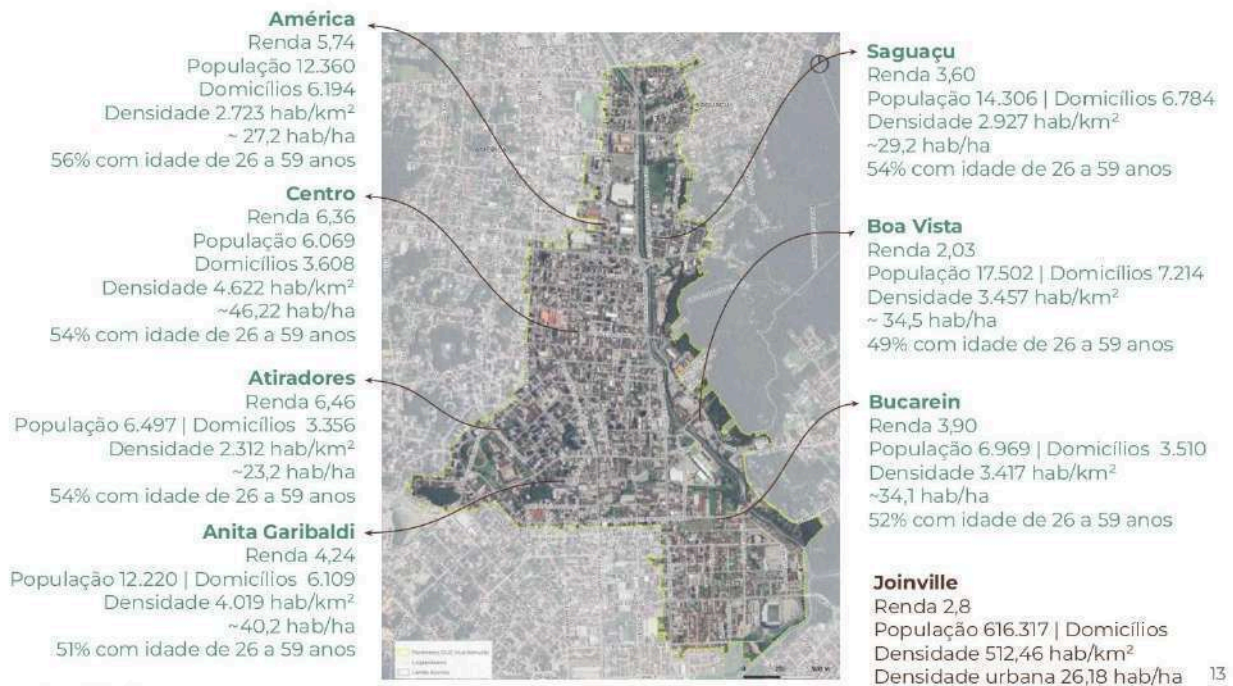 América
Renda 5,74
População 12.360
Domicílios 6.194
Densidade 2.723 hab/km²
~ 27,2 hab/ha
56% com idade de 26 a 59 anos
Centro
Renda 6,36
População 6.069
Domicílios 3.608
Densidade 4.622 hab/km²
~46,22 hab/ha
54% com idade de 26 a 59 anos
Atiradores
Renda 6,46
População 6.497 | Domicílios 3.356
Densidade 2.312 hab/km²
~23,2 hab/ha
54% com idade de 26 a 59 anos
Anita Garibaldi
Renda 4,24
População 12.220 | Domicílios 6.109
Densidade 4.019 hab/km²
~40,2 hab/ha
51% com idade de 26 a 59 anos
Saguaçu
Renda 3,60
População 14.306 | Domicílios 6.784
Densidade 2.927 hab/km²
~29,2 hab/ha
54% com idade de 26 a 59 anos
Boa Vista
Renda 2,03
População 17.502 | Domicílios 7.214
Densidade 3.457 hab/km²
~ 34,5 hab/ha
49% com idade de 26 a 59 anos
Bucarein
Renda 3,90
População 6.969 | Domicílios 3.510
Densidade 3.417 hab/km²
~34,1 hab/ha
52% com idade de 26 a 59 anos
Joinville
Renda 2,8
População 616.317 | Domicílios
Densidade 512,46 hab/km²
Densidade urbana 26,18 hab/ha
13